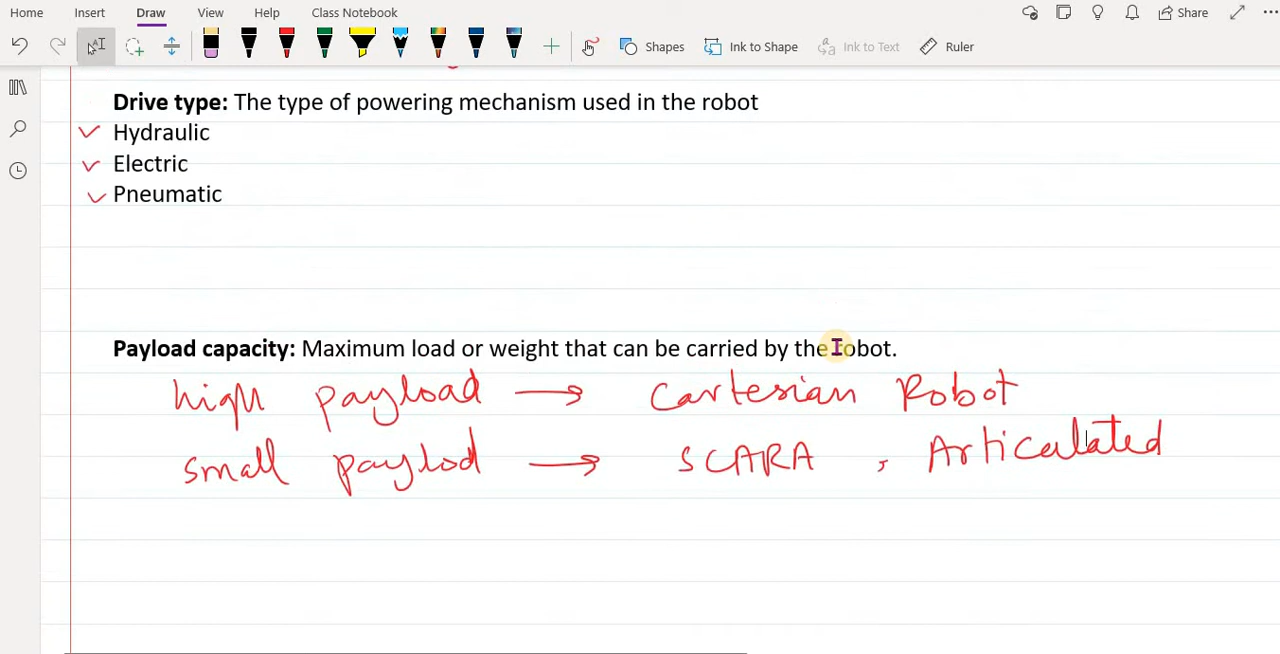 Home Insert Draw View Help Class Notebook Share
Shapes Ink to Shape Ink to Text Ruler
Drive type: The type of powering mechanism used in the robot
Hydraulic
Electric
Pneumatic
Payload capacity: Maximum load or weight that can be carried by the robot.
high payload → Cartesian Robot
small paylod → SCARA , Articulated